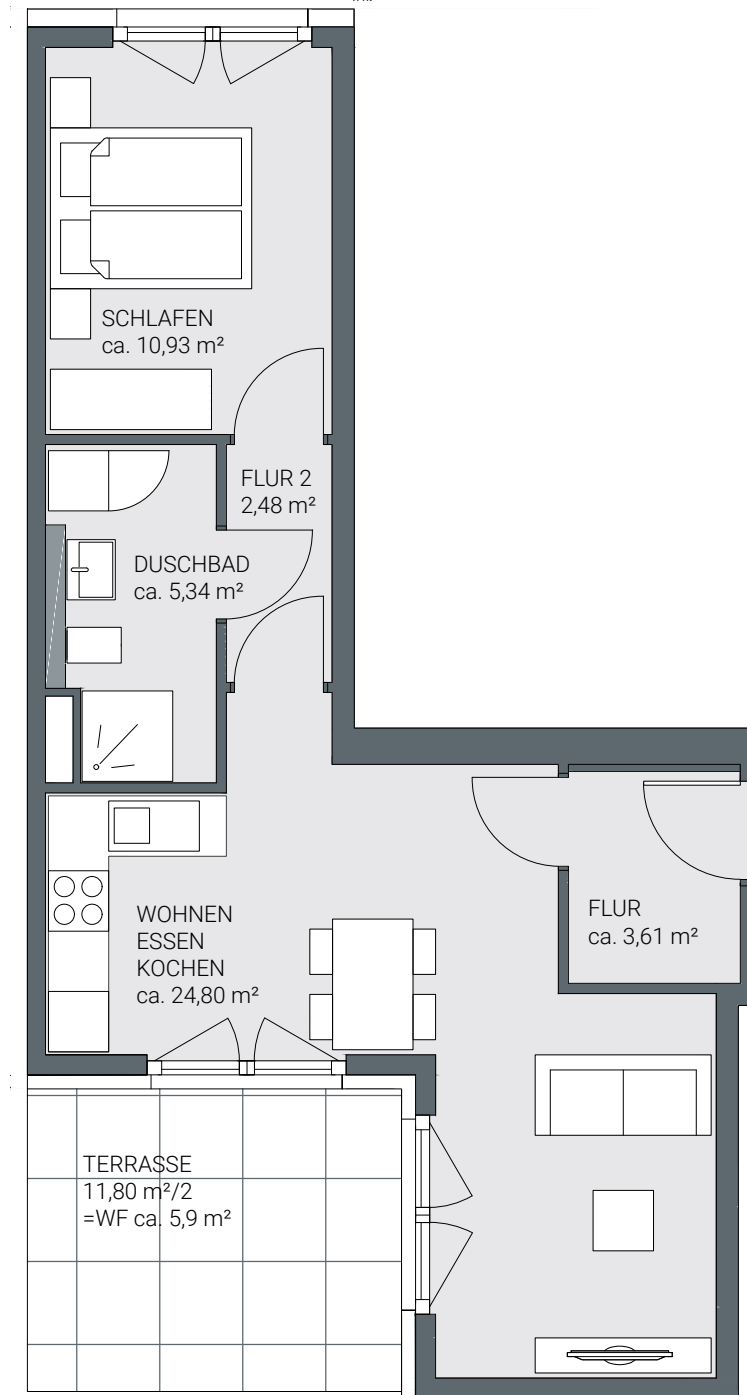 SCHLAFEN
ca. 10,93 m²
FLUR 2
2,48 m²
DUSCHBAD
ca. 5,34 m²
WOHNEN
ESSEN
KOCHEN
ca. 24,80 m²
FLUR
ca. 3,61 m²
TERRASSE
11,80 m²/2
=WF ca. 5,9 m²